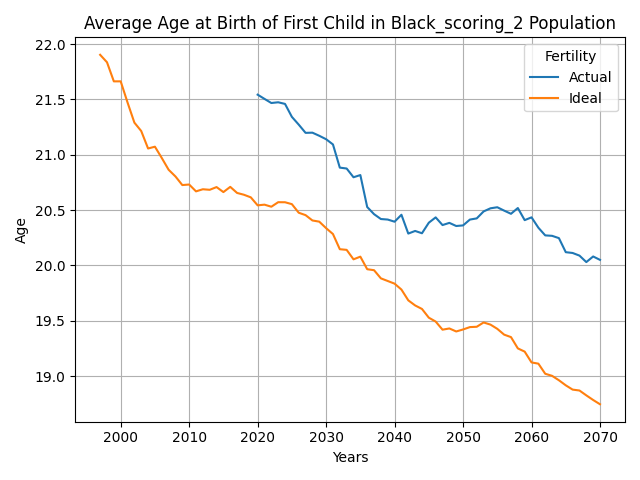 Average Age at Birth of First Child in Black_scoring_2 Population
Fertility
Actual
Ideal
Age
22.0
21.5
21.0
20.5
20.0
19.5
19.0
2000 2010 2020 2030 2040 2050 2060 2070
Years